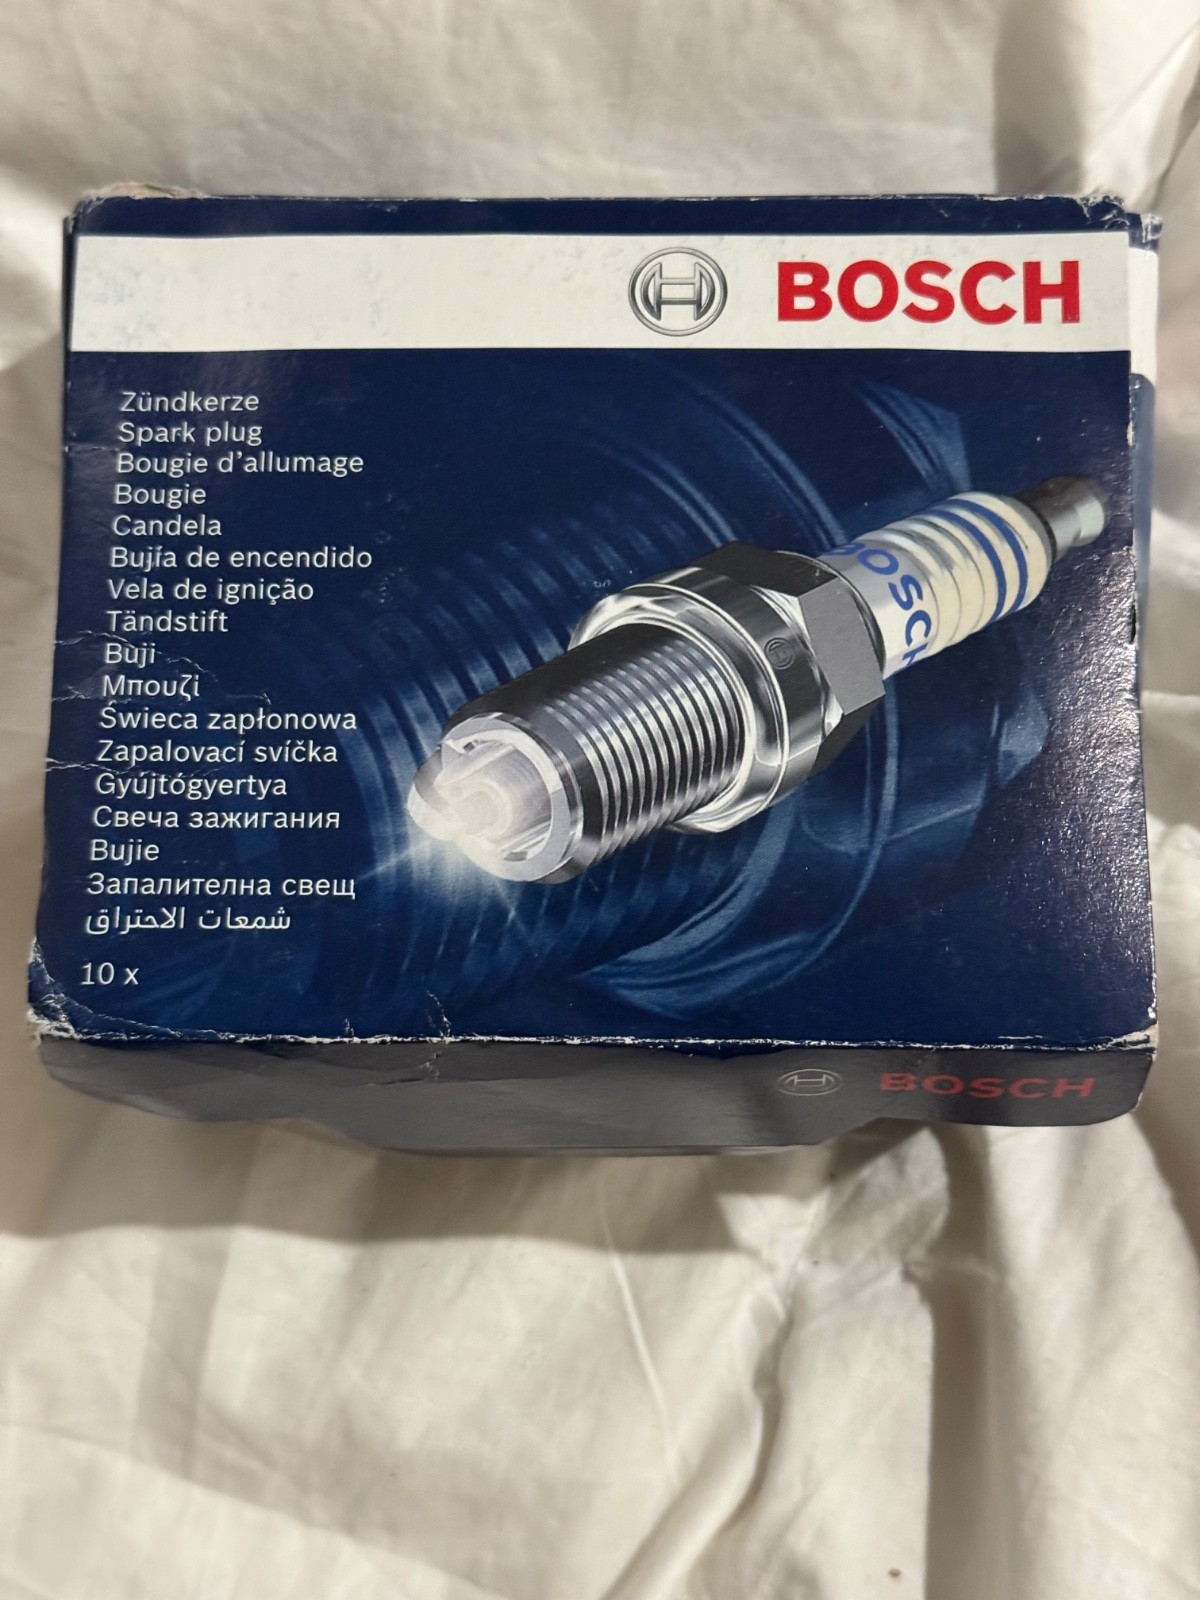 BOSCH
Zündkerze
Spark plug
Bougie d'allumage
Bougie
Candela
Bujía de encendido
Vela de ignição
Tändstift
Buji
Μπουζί
Świeca zapłonowa
Zapalovací svíčka
Gyújtógyertya
Свеча зажигания
Bujie
Запалителна свещ
شمعات الاحتراق
10 x
BOSCH
BOSCH